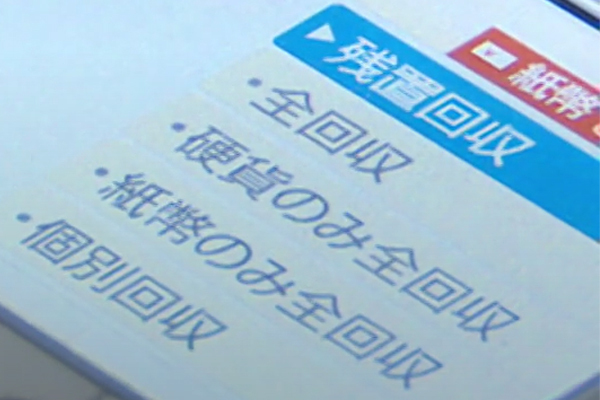 ▶残置回収
紙幣
・全回収
・硬貨のみ全回収
・紙幣のみ全回収
・個別回収